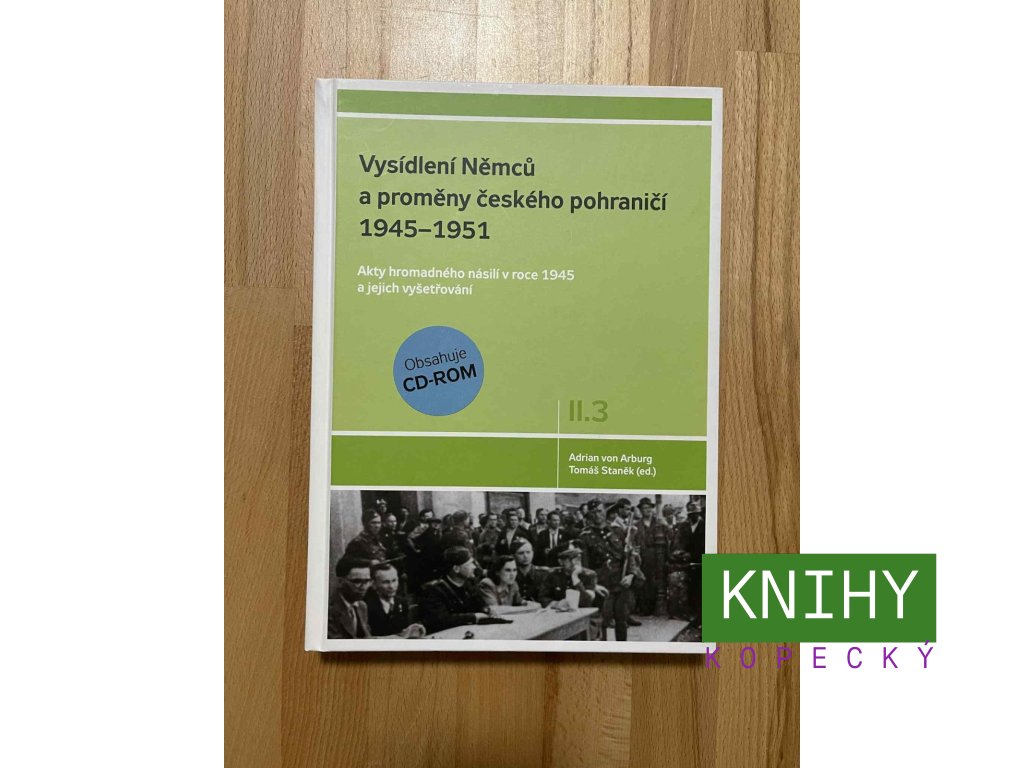 Vysídlení Němců
a proměny českého pohraničí
1945–1951
Akty hromadného násilí v roce 1945
a jejich vyšetřování
Obsahuje
CD-ROM
II.3
Adrian von Arburg
Tomáš Staněk (ed.)
KNIHY
KOPECKÝ